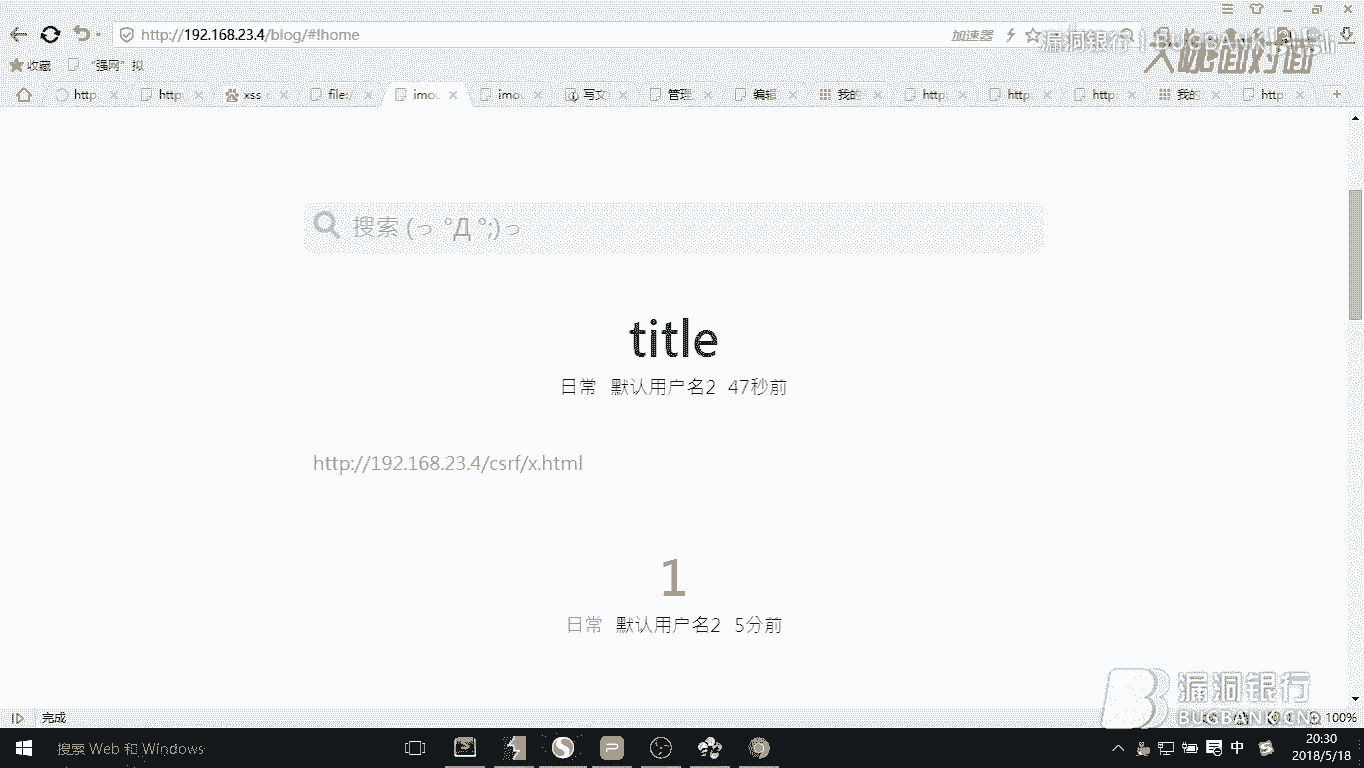 http://192.168.23.4/blog/#!home
加速器
漏洞银行 | BUGBANK
大咖面对面
收藏 "强网" 拟
http: http: xss file:/ imou imou 写文 管理 编辑 我的 http http http 我的 http
搜索 (っ °Д °;)っ
title
日常 默认用户名2 47秒前
http://192.168.23.4/csrf/x.html
1
日常 默认用户名2 5分前
漏洞银行
BUGBANK.CN
完成
100%
搜索 Web 和 Windows
中
20:30
2018/5/18